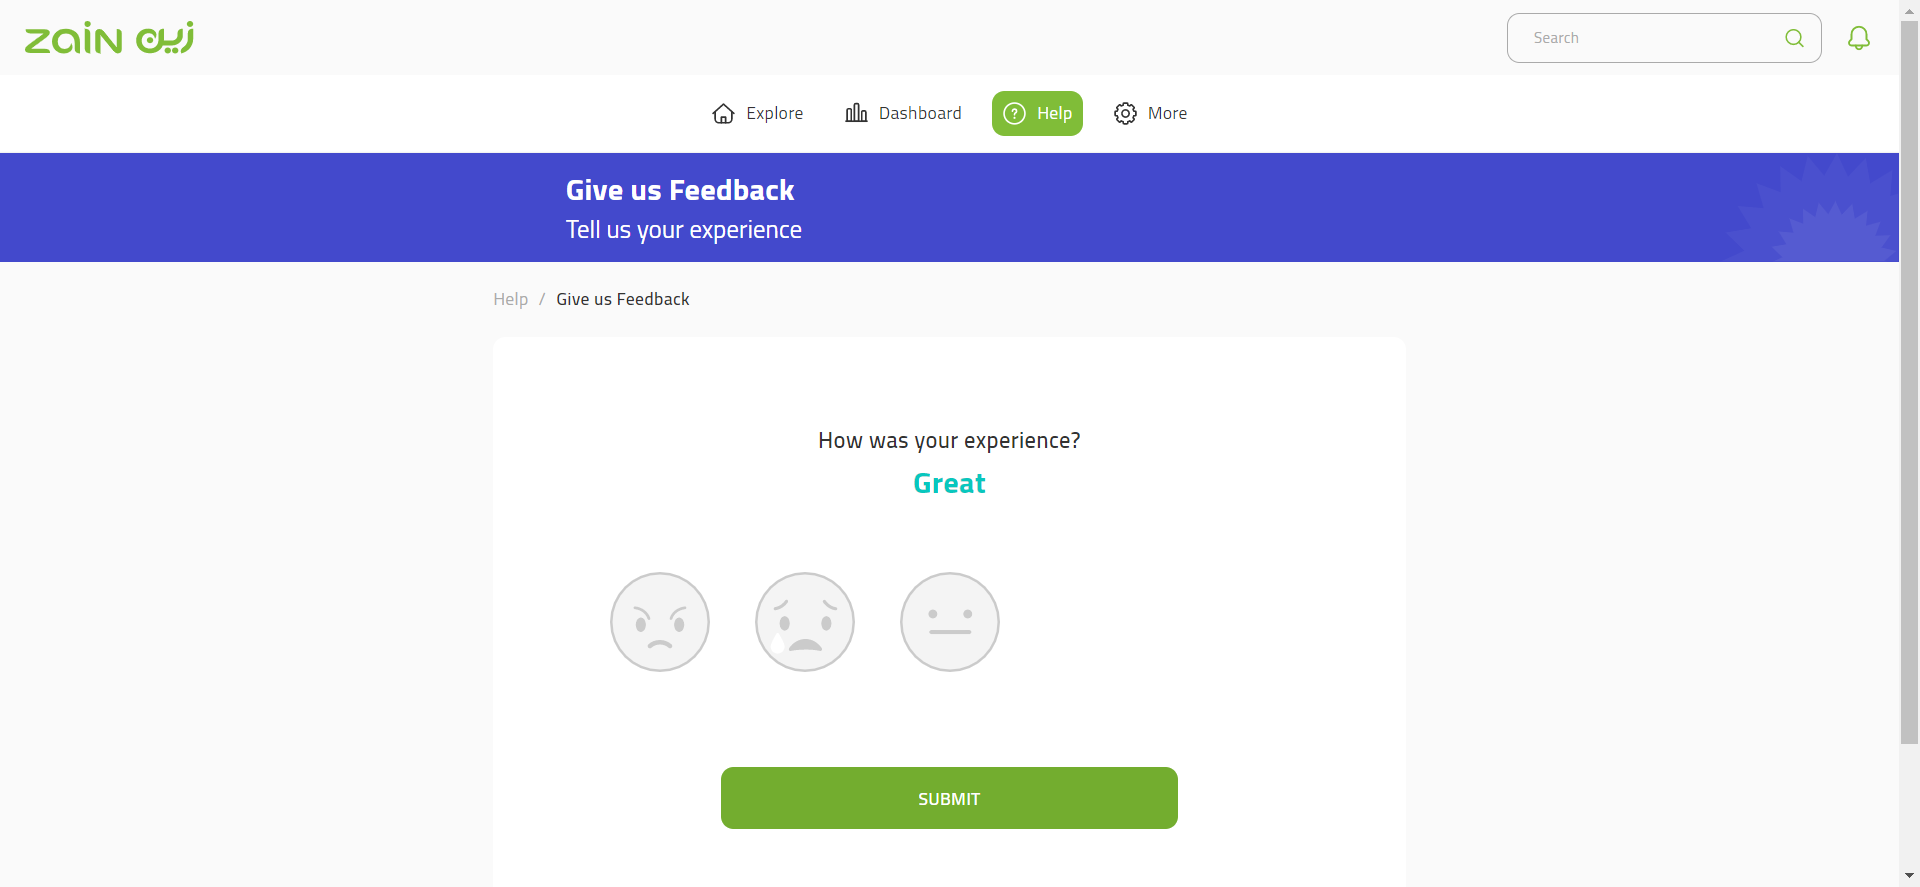 zain زين
Search
Explore
Dashboard
Help
More
Give us Feedback
Tell us your experience
Help / Give us Feedback
How was your experience?
Great
SUBMIT